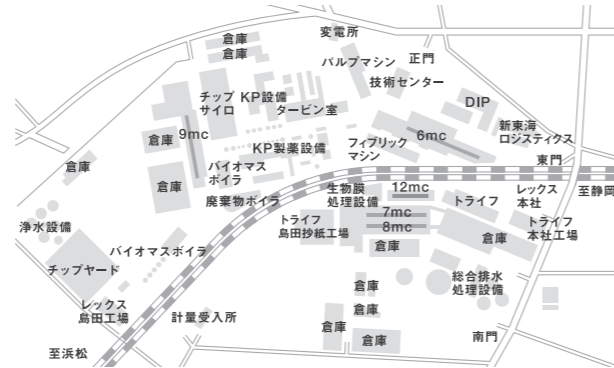 倉庫
倉庫
変電所
パルプマシン
正門
技術センター
チップ
サイロ
KP設備
タービン室
DIP
新東海
ロジスティクス
倉庫
9mc
KP製薬設備
フィブリック
マシン
6mc
東門
倉庫
バイオマス
ボイラ
倉庫
廃棄物ボイラ
生物膜
処理設備
12mc
レックス
本社
至静岡
トライフ
7mc
8mc
トライフ
島田抄紙工場
トライフ
本社工場
浄水設備
バイオマスボイラ
倉庫
倉庫
チップヤード
総合排水
処理設備
倉庫
レックス
島田工場
計量受入所
倉庫
倉庫
倉庫
南門
至浜松